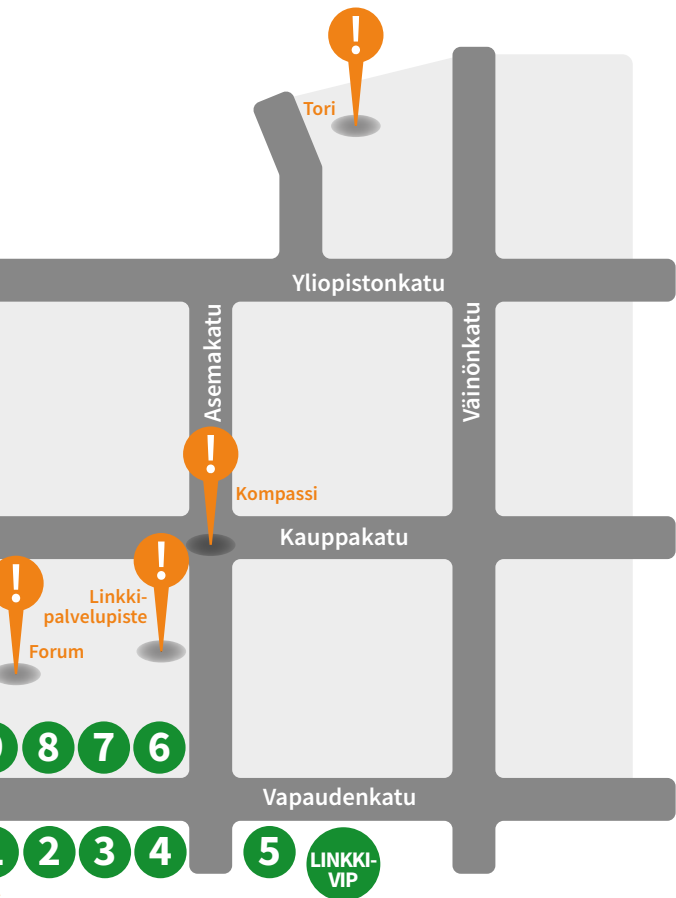 !
Tori
Yliopistonkatu
Asemakatu
Väinönkatu
!
Kompassi
Kauppakatu
!
Linkki-
palvelupiste
!
Forum
8 7 6
Vapaudenkatu
2 3 4 5
LINKKI-
VIP